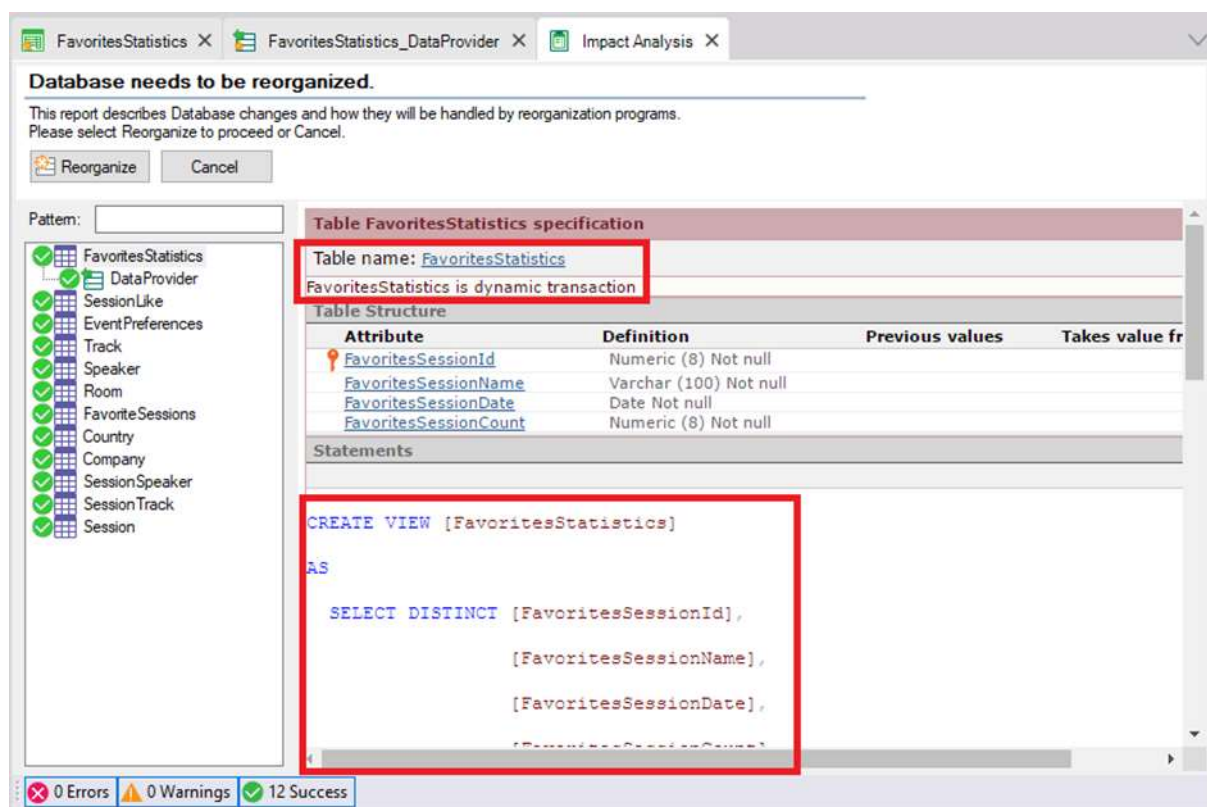 FavoritesStatistics X FavoritesStatistics_DataProvider X Impact Analysis X
Database needs to be reorganized.
This report describes Database changes and how they will be handled by reorganization programs.
Please select Reorganize to proceed or Cancel.
Reorganize Cancel
Pattern:
FavoritesStatistics
DataProvider
SessionLike
EventPreferences
Track
Speaker
Room
FavoriteSessions
Country
Company
SessionSpeaker
SessionTrack
Session
Table FavoritesStatistics specification
Table name: FavoritesStatistics
FavoritesStatistics is dynamic transaction
Table Structure
Attribute Definition Previous values Takes value fr
FavoritesSessionId Numeric (8) Not null
FavoritesSessionName Varchar (100) Not null
FavoritesSessionDate Date Not null
FavoritesSessionCount Numeric (8) Not null
Statements
CREATE VIEW [FavoritesStatistics]
AS
SELECT DISTINCT [FavoritesSessionId],
[FavoritesSessionName],
[FavoritesSessionDate],
0 Errors 0 Warnings 12 Success